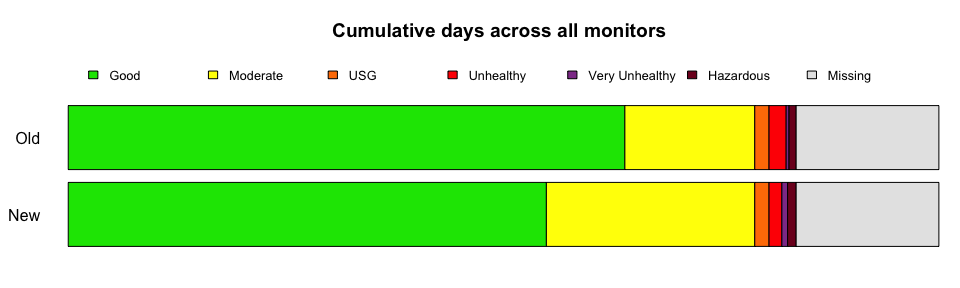 Cumulative days across all monitors
Good Moderate USG Unhealthy Very Unhealthy Hazardous Missing
Old
New